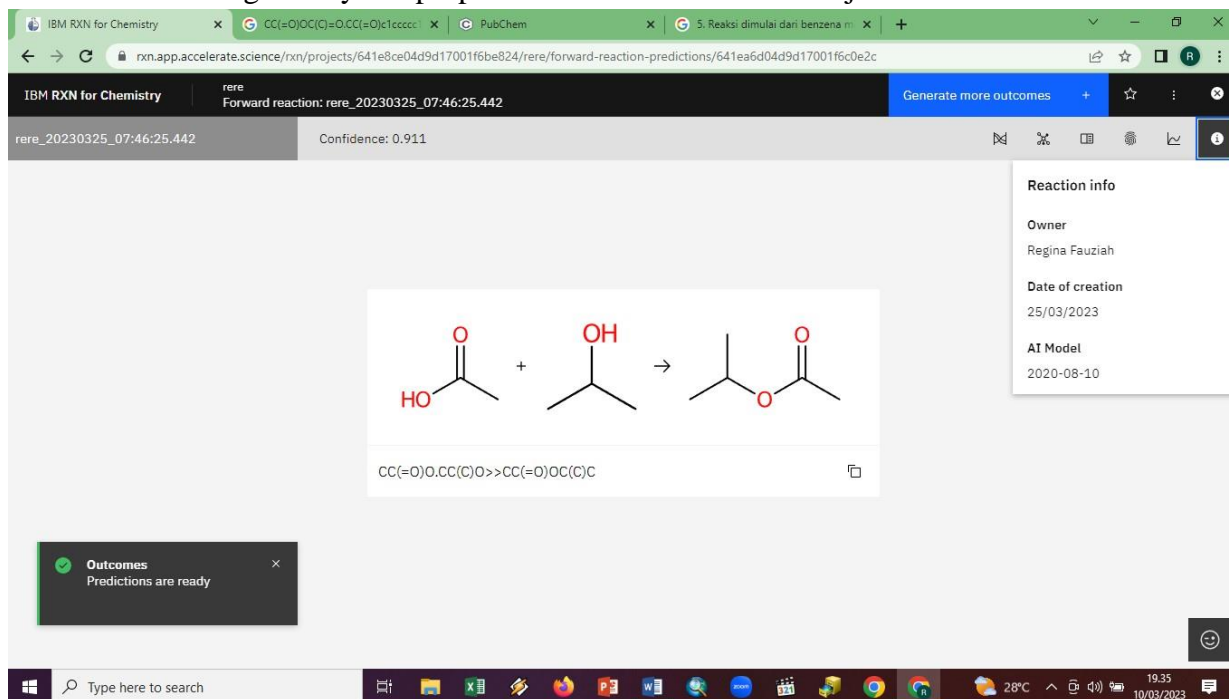 IBM RXN for Chemistry
CC(=O)OC(C)=O.CC(=O)c1ccccc1
PubChem
5. Reaksi dimulai dari benzena m
rxn.app.accelerate.science/rxn/projects/641e8ce04d9d17001f6be824/rere/forward-reaction-predictions/641ea6d04d9d17001f6c0e2c
R
IBM RXN for Chemistry
rere
Forward reaction: rere_20230325_07:46:25.442
Generate more outcomes
rere_20230325_07:46:25.442
Confidence: 0.911
Reaction info
Owner
Regina Fauziah
Date of creation
25/03/2023
AI Model
2020-08-10
O
HO
+
OH
→
O
O
CC(=O)O.CC(C)O>>CC(=O)OC(C)C
Outcomes
Predictions are ready
Type here to search
zoom
321
R
28°C
19.35
10/03/2023